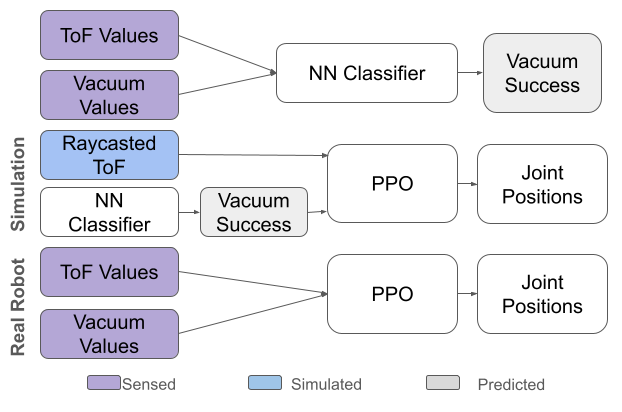 ToF Values
Vacuum
Values
NN Classifier
Vacuum
Success
Simulation
Raycasted
ToF
NN
Classifier
Vacuum
Success
PPO
Joint
Positions
Real Robot
ToF Values
Vacuum
Values
PPO
Joint
Positions
Sensed
Simulated
Predicted